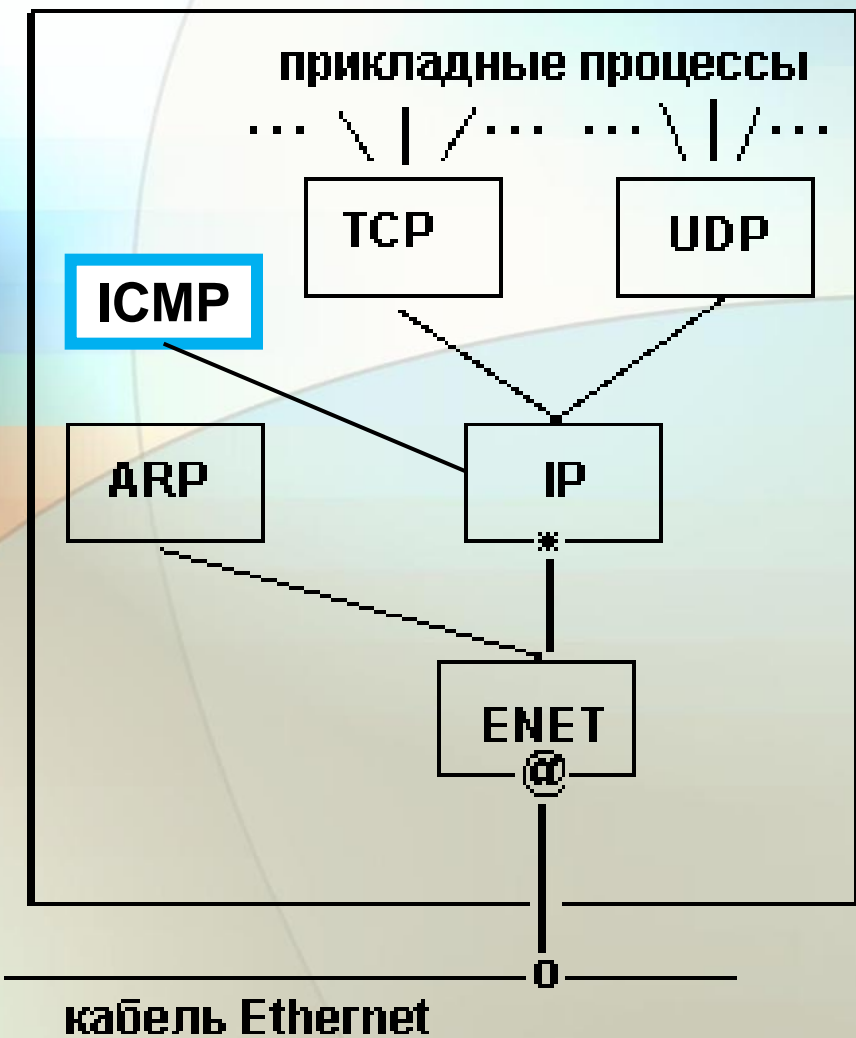 прикладные процессы
... \ | / ... ... \ | / ...
TCP UDP
ICMP
ARP IP
*
ENET
@
o
кабель Ethernet